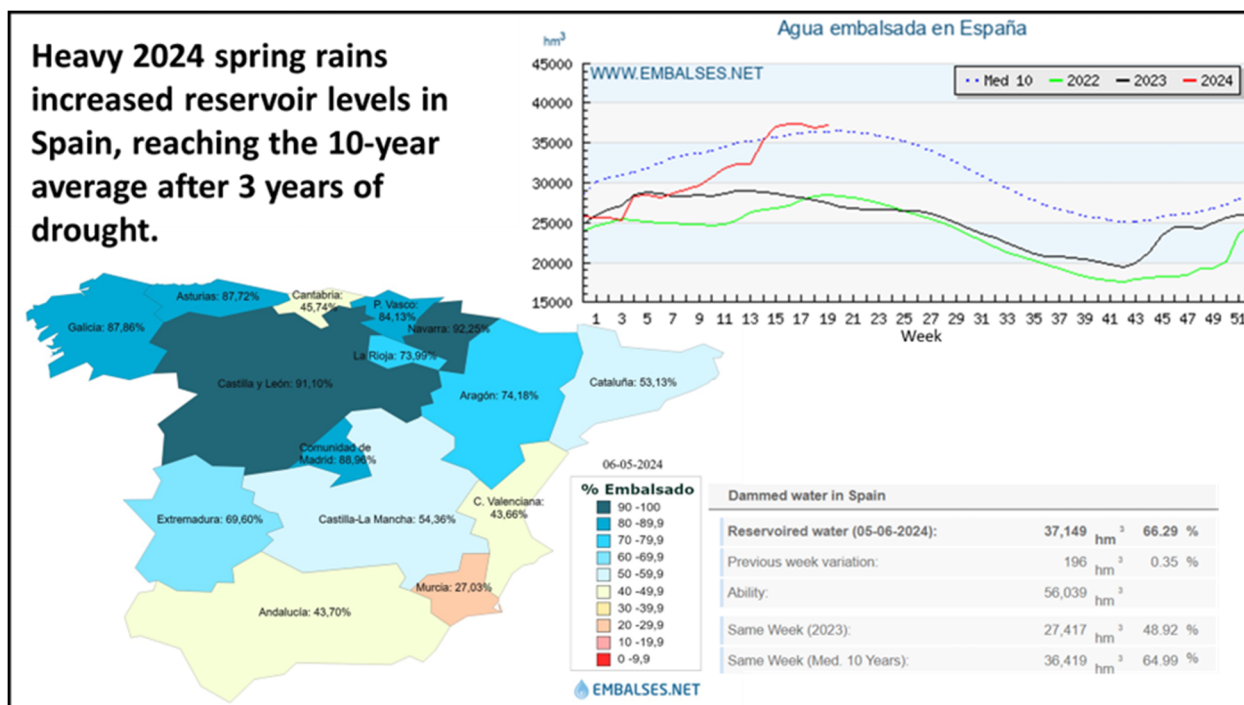 Heavy 2024 spring rains
increased reservoir levels in
Spain, reaching the 10-year
average after 3 years of
drought.
Agua embalsada en España
hm³
WWW.EMBALSES.NET
Med 10 2022 2023 2024
45000
40000
35000
30000
25000
20000
15000
1 3 5 7 9 11 13 15 17 19 21 23 25 27 29 31 33 35 37 39 41 43 45 47 49 51
Week
Asturias: 87,72%
Cantabria:
45,74%
P. Vasco:
84,13%
Galicia: 87,86%
Navarra: 92,25%
La Rioja: 73,99%
Castilla y León: 91,10%
Aragón: 74,18%
Cataluña: 53,13%
Comunidad de
Madrid: 88,96%
Extremadura: 69,60%
Castilla-La Mancha: 54,36%
C. Valenciana:
43,66%
Murcia: 27,03%
Andalucía: 43,70%
06-05-2024
% Embalsado
90 -100
80 -89,9
70 -79,9
60 -69,9
50 -59,9
40 -49,9
30 -39,9
20 -29,9
10 -19,9
0 -9,9
EMBALSES.NET
Dammed water in Spain
Reservoired water (05-06-2024): 37,149 hm ³ 66.29 %
Previous week variation: 196 hm ³ 0.35 %
Ability: 56,039 hm ³
Same Week (2023): 27,417 hm ³ 48.92 %
Same Week (Med. 10 Years): 36,419 hm ³ 64.99 %